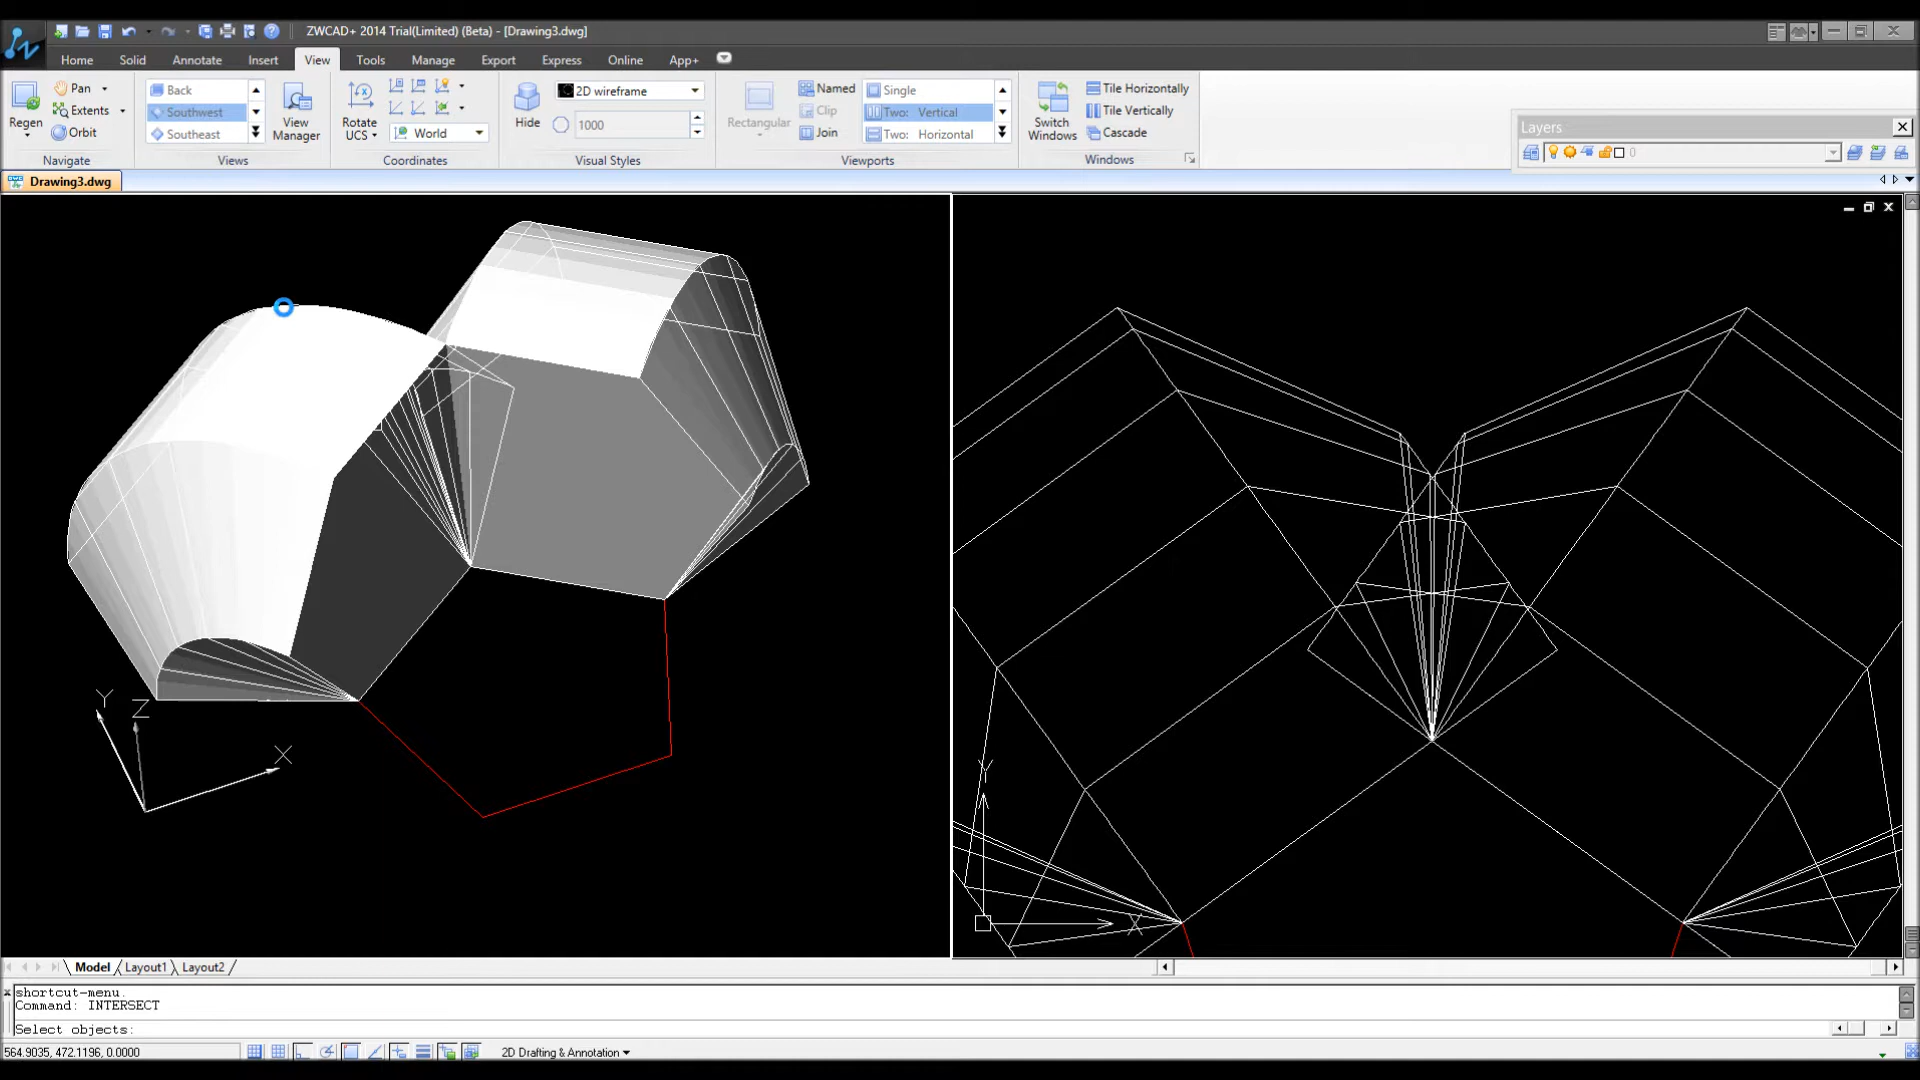 ZWCAD+ 2014 Trial(Limited) (Beta) - [Drawing3.dwg]
Home Solid Annotate Insert View Tools Manage Export Express Online App+
Regen
Pan
Extents
Orbit
Navigate
Back
Southwest
Southeast
Views
View Manager
Rotate UCS
World
Coordinates
Hide
2D wireframe
1000
Visual Styles
Rectangular
Named
Clip
Join
Single
Two: Vertical
Two: Horizontal
Viewports
Switch Windows
Tile Horizontally
Tile Vertically
Cascade
Windows
Layers
0
Drawing3.dwg
Y
Z
X
Y
X
Model Layout1 Layout2
shortcut-menu.
Command: INTERSECT
Select objects:
564.9035, 472.1196, 0.0000
2D Drafting & Annotation